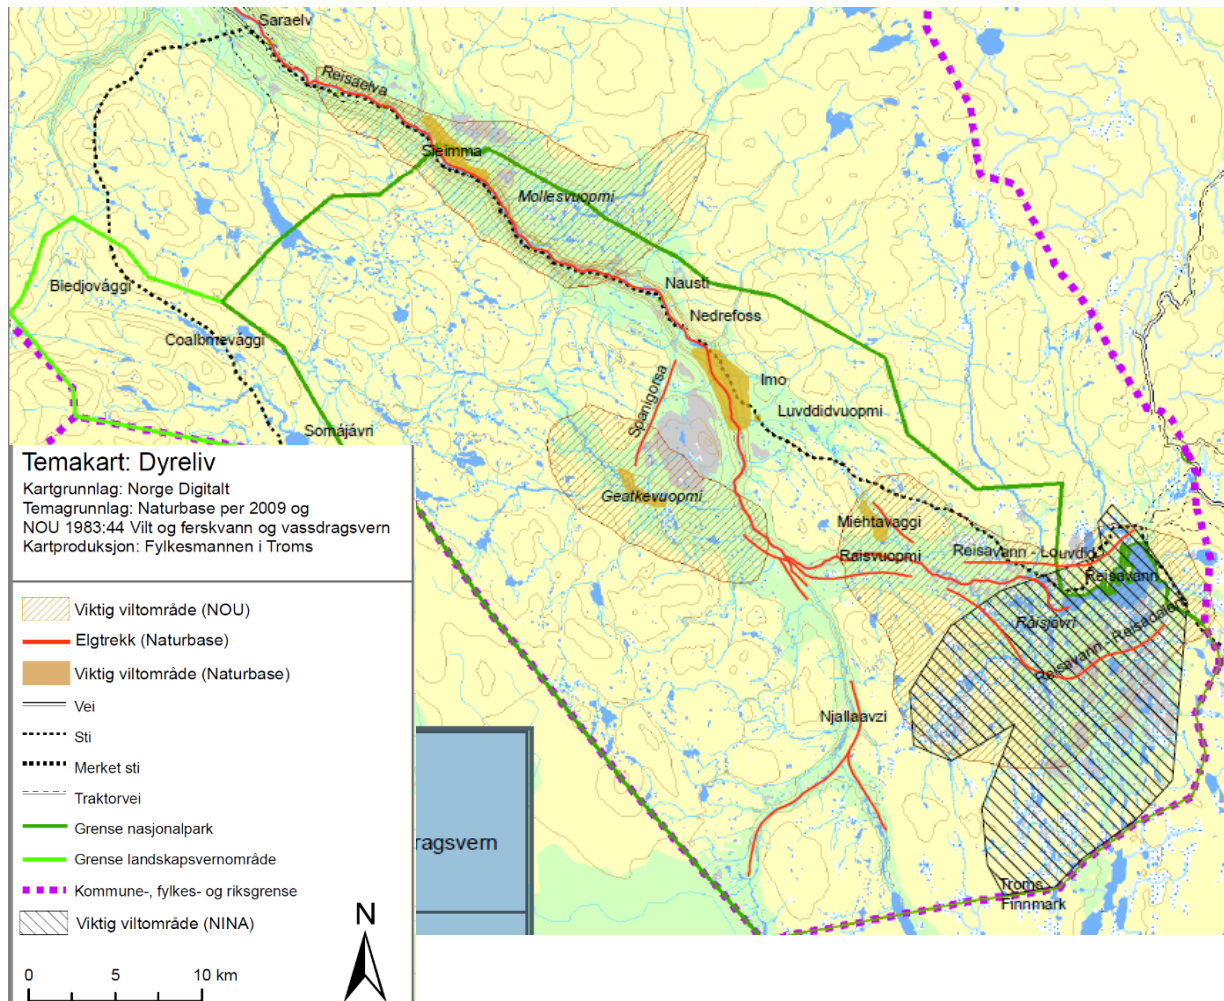 Saraelv
Reisaelva
Sieimma
Mollesvuopmi
Biedjovággi
Nausti
Nedrefoss
Coalbmevággi
Imo
Spanigorsa
Luvddidvuopmi
Somájávri
Geatkevuopmi
Miehtavaggi
Raisvuopmi
Reisavann - Louvdid
Reisavann
Ráisjávri
Reisavann - Reisadalen
Njallaavzi
Troms
Finnmark
ragsvern
Temakart: Dyreliv
Kartgrunnlag: Norge Digitalt
Temagrunnlag: Naturbase per 2009 og
NOU 1983:44 Vilt og ferskvann og vassdragsvern
Kartproduksjon: Fylkesmannen i Troms
Viktig viltområde (NOU)
Elgtrekk (Naturbase)
Viktig viltområde (Naturbase)
Vei
Sti
Merket sti
Traktorvei
Grense nasjonalpark
Grense landskapsvernområde
Kommune-, fylkes- og riksgrense
Viktig viltområde (NINA)
N
0 5 10 km